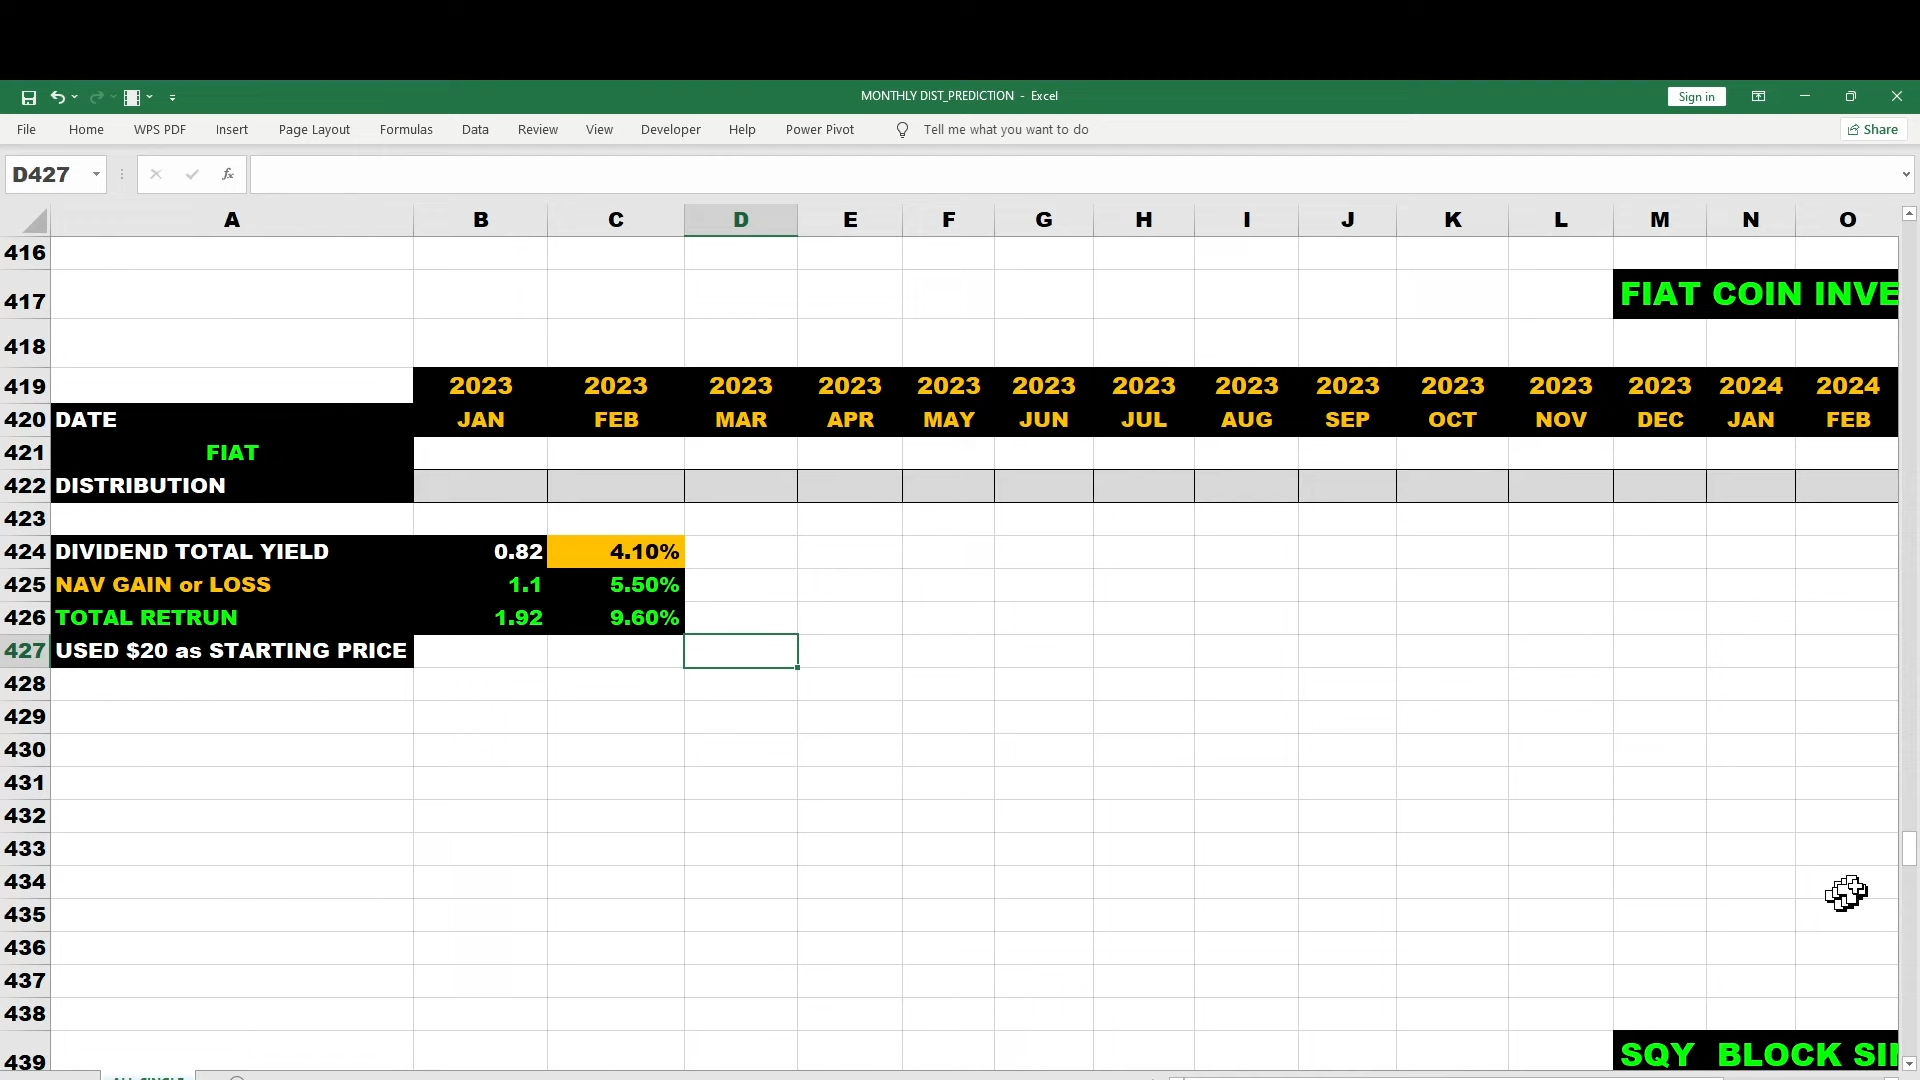 MONTHLY DIST_PREDICTION - Excel
Sign in
File Home WPS PDF Insert Page Layout Formulas Data Review View Developer Help Power Pivot Tell me what you want to do Share
D427 fx
A B C D E F G H I J K L M N O
416
417 FIAT COIN INVE
418
419 2023 2023 2023 2023 2023 2023 2023 2023 2023 2023 2023 2023 2024 2024
420 DATE JAN FEB MAR APR MAY JUN JUL AUG SEP OCT NOV DEC JAN FEB
421 FIAT
422 DISTRIBUTION
423
424 DIVIDEND TOTAL YIELD 0.82 4.10%
425 NAV GAIN or LOSS 1.1 5.50%
426 TOTAL RETRUN 1.92 9.60%
427 USED $20 as STARTING PRICE
428
429
430
431
432
433
434
435
436
437
438
439 SQY BLOCK SI